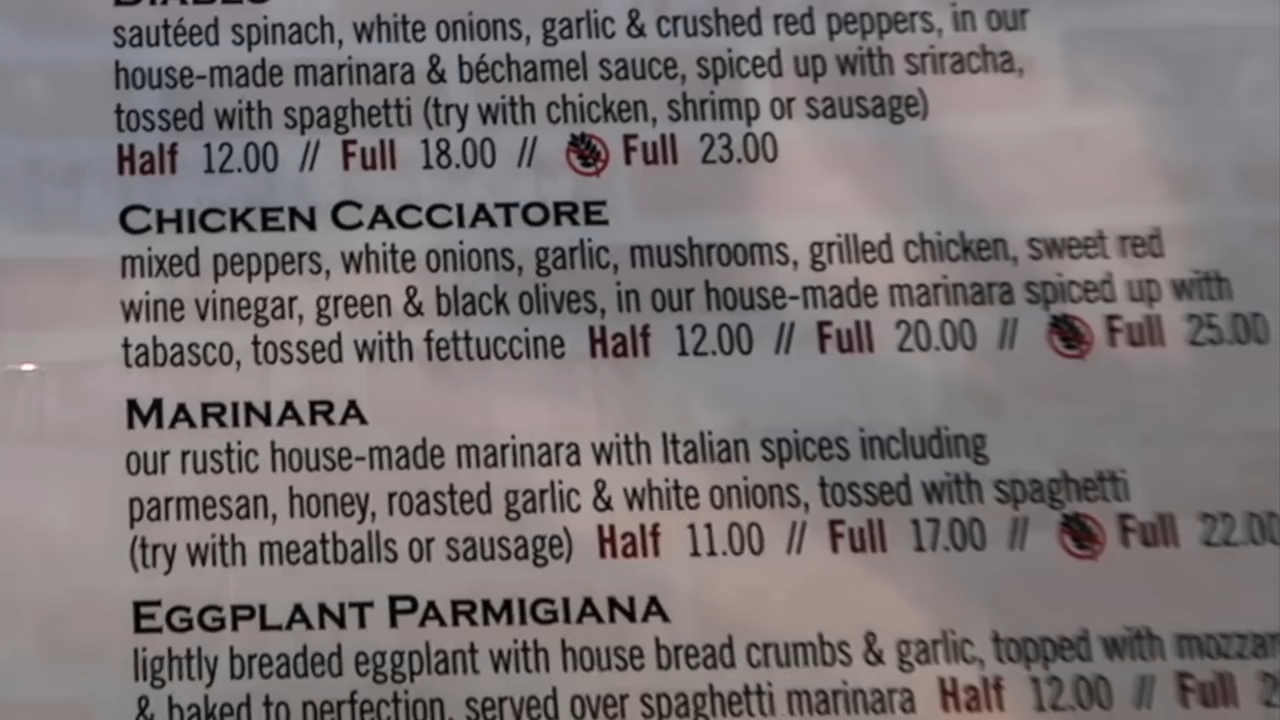 sautéed spinach, white onions, garlic & crushed red peppers, in our
house-made marinara & béchamel sauce, spiced up with sriracha,
tossed with spaghetti (try with chicken, shrimp or sausage)
Half 12.00 // Full 18.00 // Full 23.00
CHICKEN CACCIATORE
mixed peppers, white onions, garlic, mushrooms, grilled chicken, sweet red
wine vinegar, green & black olives, in our house-made marinara spiced up with
tabasco, tossed with fettuccine Half 12.00 // Full 20.00 // Full 25.00
MARINARA
our rustic house-made marinara with Italian spices including
parmesan, honey, roasted garlic & white onions, tossed with spaghetti
(try with meatballs or sausage) Half 11.00 // Full 17.00 // Full 22.00
EGGPLANT PARMIGIANA
lightly breaded eggplant with house bread crumbs & garlic, topped with
& baked to perfection, served over spaghetti marinara Half 12.00 // Full